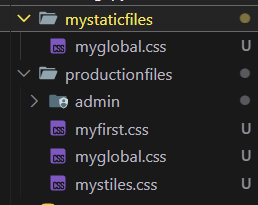 mystaticfiles
myglobal.css U
productionfiles
admin
myfirst.css U
myglobal.css U
mystiles.css U